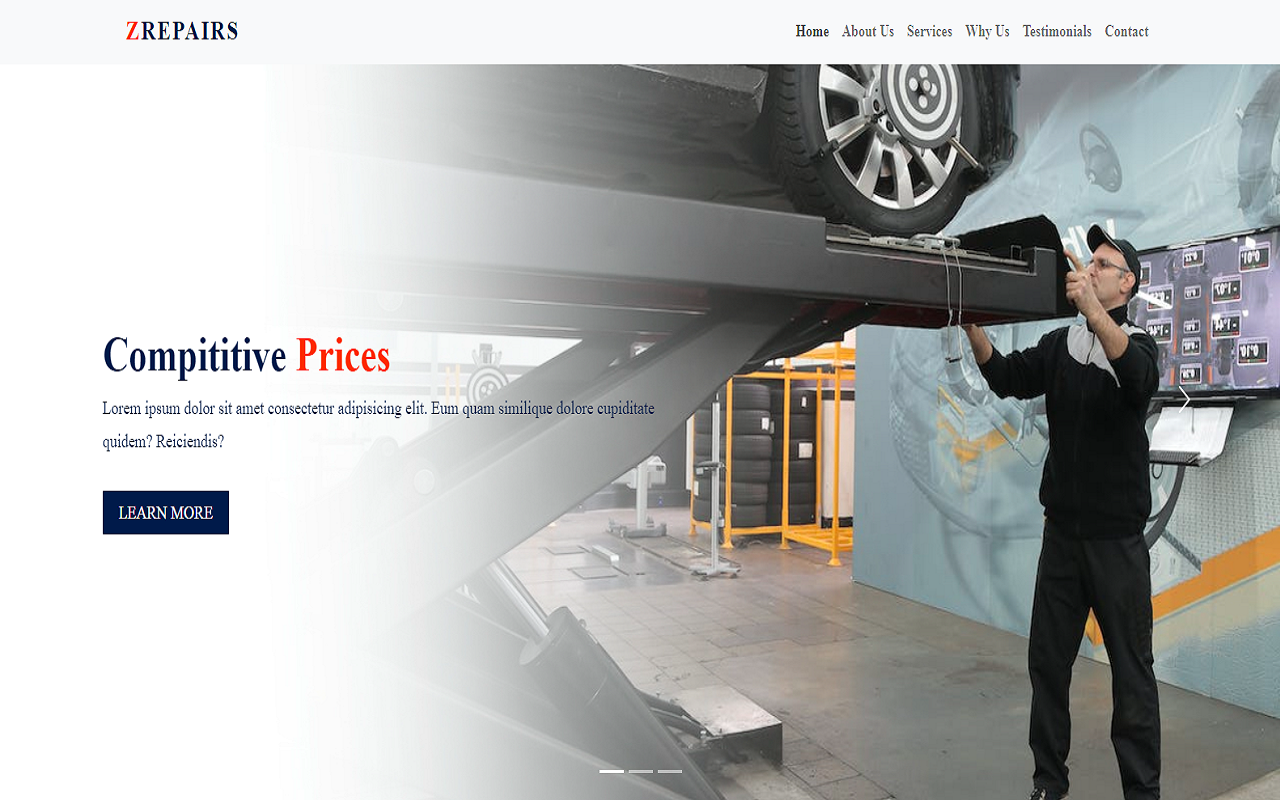 ZREPAIRS
Home About Us Services Why Us Testimonials Contact
Compititive Prices
Lorem ipsum dolor sit amet consectetur adipisicing elit. Eum quam similique dolore cupiditate
quidem? Reiciendis?
LEARN MORE